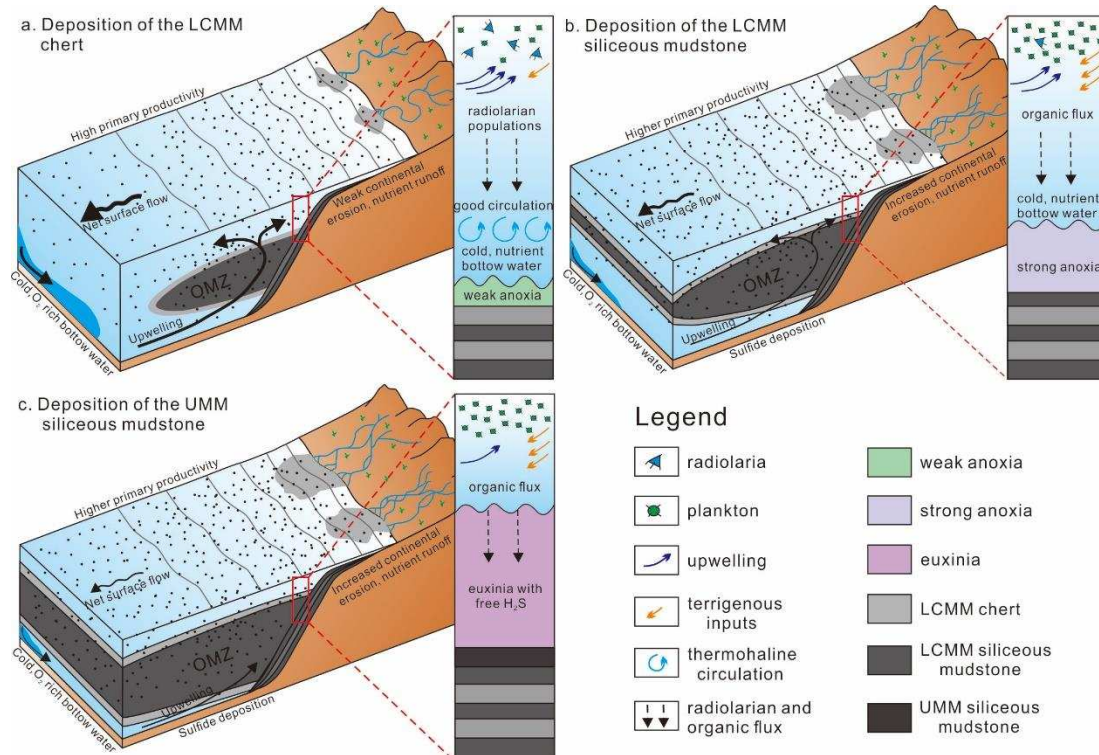 a. Deposition of the LCMM
chert
High primary productivity
Net surface flow
Cold, O₂ rich bottow water
OMZ
Upwelling
Weak continental
erosion, nutrient runoff
radiolarian
populations
good circulation
cold, nutrient
bottow water
weak anoxia
b. Deposition of the LCMM
siliceous mudstone
Higher primary productivity
Net surface flow
Cold, O₂ rich bottow water
OMZ
Upwelling
Sulfide deposition
Increased continental
erosion, nutrient runoff
organic flux
cold, nutrient
bottow water
strong anoxia
c. Deposition of the UMM
siliceous mudstone
Higher primary productivity
Net surface flow
Cold, O₂ rich bottow water
OMZ
Upwelling
Sulfide deposition
Increased continental
erosion, nutrient runoff
organic flux
euxinia with
free H₂S
Legend
radiolaria
plankton
upwelling
terrigenous
inputs
thermohaline
circulation
radiolarian and
organic flux
weak anoxia
strong anoxia
euxinia
LCMM chert
LCMM siliceous
mudstone
UMM siliceous
mudstone